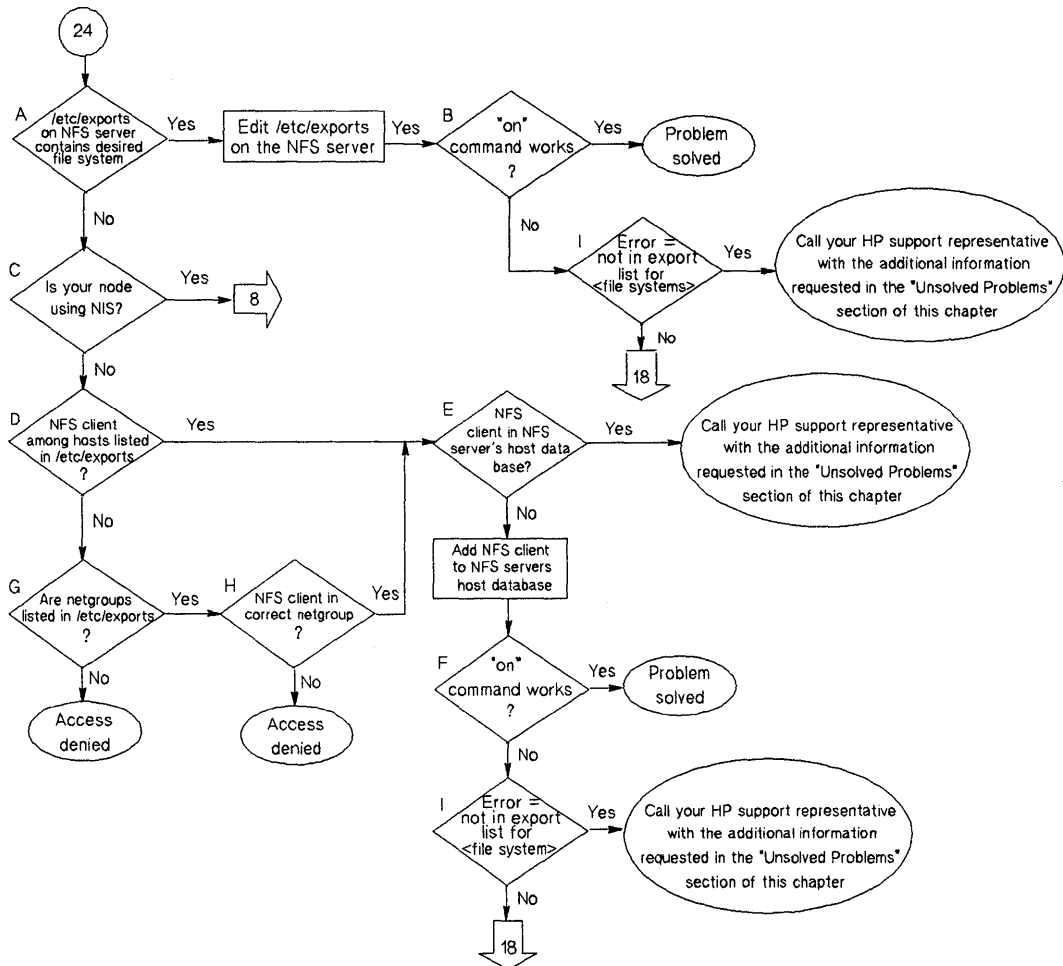 24
A
/etc/exports
on NFS server
contains desired
file system
Yes
Edit /etc/exports
on the NFS server
Yes
B
"on"
command works
?
Yes
Problem
solved
No
No
I
Error =
not in export
list for
<file systems>
Yes
Call your HP support representative
with the additional information
requested in the "Unsolved Problems"
section of this chapter
No
18
C
Is your node
using NIS?
Yes
8
No
D
NFS client
among hosts listed
in /etc/exports
?
Yes
E
NFS
client in NFS
server's host data
base?
Yes
Call your HP support representative
with the additional information
requested in the "Unsolved Problems"
section of this chapter
No
No
Add NFS client
to NFS servers
host database
G
Are netgroups
listed in /etc/exports
?
Yes
H
NFS client in
correct netgroup
?
Yes
No
Access
denied
No
Access
denied
F
"on"
command works
?
Yes
Problem
solved
No
I
Error =
not in export
list for
<file system>
Yes
Call your HP support representative
with the additional information
requested in the "Unsolved Problems"
section of this chapter
No
18